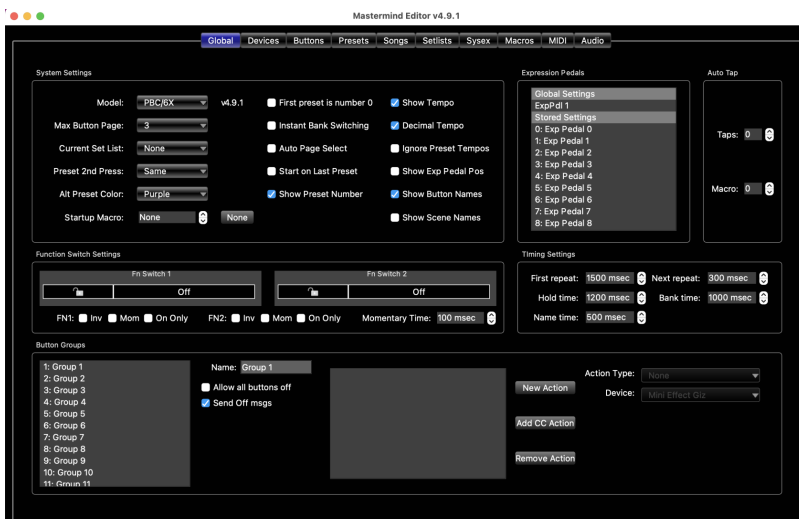 Mastermind Editor v4.9.1
Global Devices Buttons Presets Songs Setlists Sysex Macros MIDI Audio
System Settings
Model: PBC/6X v4.9.1
Max Button Page: 3
Current Set List: None
Preset 2nd Press: Same
Alt Preset Color: Purple
Startup Macro: None None
First preset is number 0
Instant Bank Switching
Auto Page Select
Start on Last Preset
Show Preset Number
Show Tempo
Decimal Tempo
Ignore Preset Tempos
Show Exp Pedal Pos
Show Button Names
Show Scene Names
Expression Pedals
Global Settings
ExpPdl 1
Stored Settings
0: Exp Pedal 0
1: Exp Pedal 1
2: Exp Pedal 2
3: Exp Pedal 3
4: Exp Pedal 4
5: Exp Pedal 5
6: Exp Pedal 6
7: Exp Pedal 7
8: Exp Pedal 8
Auto Tap
Taps: 0
Macro: 0
Function Switch Settings
Fn Switch 1
Off
Fn Switch 2
Off
FN1: Inv Mom On Only FN2: Inv Mom On Only Momentary Time: 100 msec
TIming Settings
First repeat: 1500 msec Next repeat: 300 msec
Hold time: 1200 msec Bank time: 1000 msec
Name time: 500 msec
Button Groups
1: Group 1
2: Group 2
3: Group 3
4: Group 4
5: Group 5
6: Group 6
7: Group 7
8: Group 8
9: Group 9
10: Group 10
11: Group 11
Name: Group 1
Allow all buttons off
Send Off msgs
New Action
Add CC Action
Remove Action
Action Type: None
Device: Mini Effect Giz